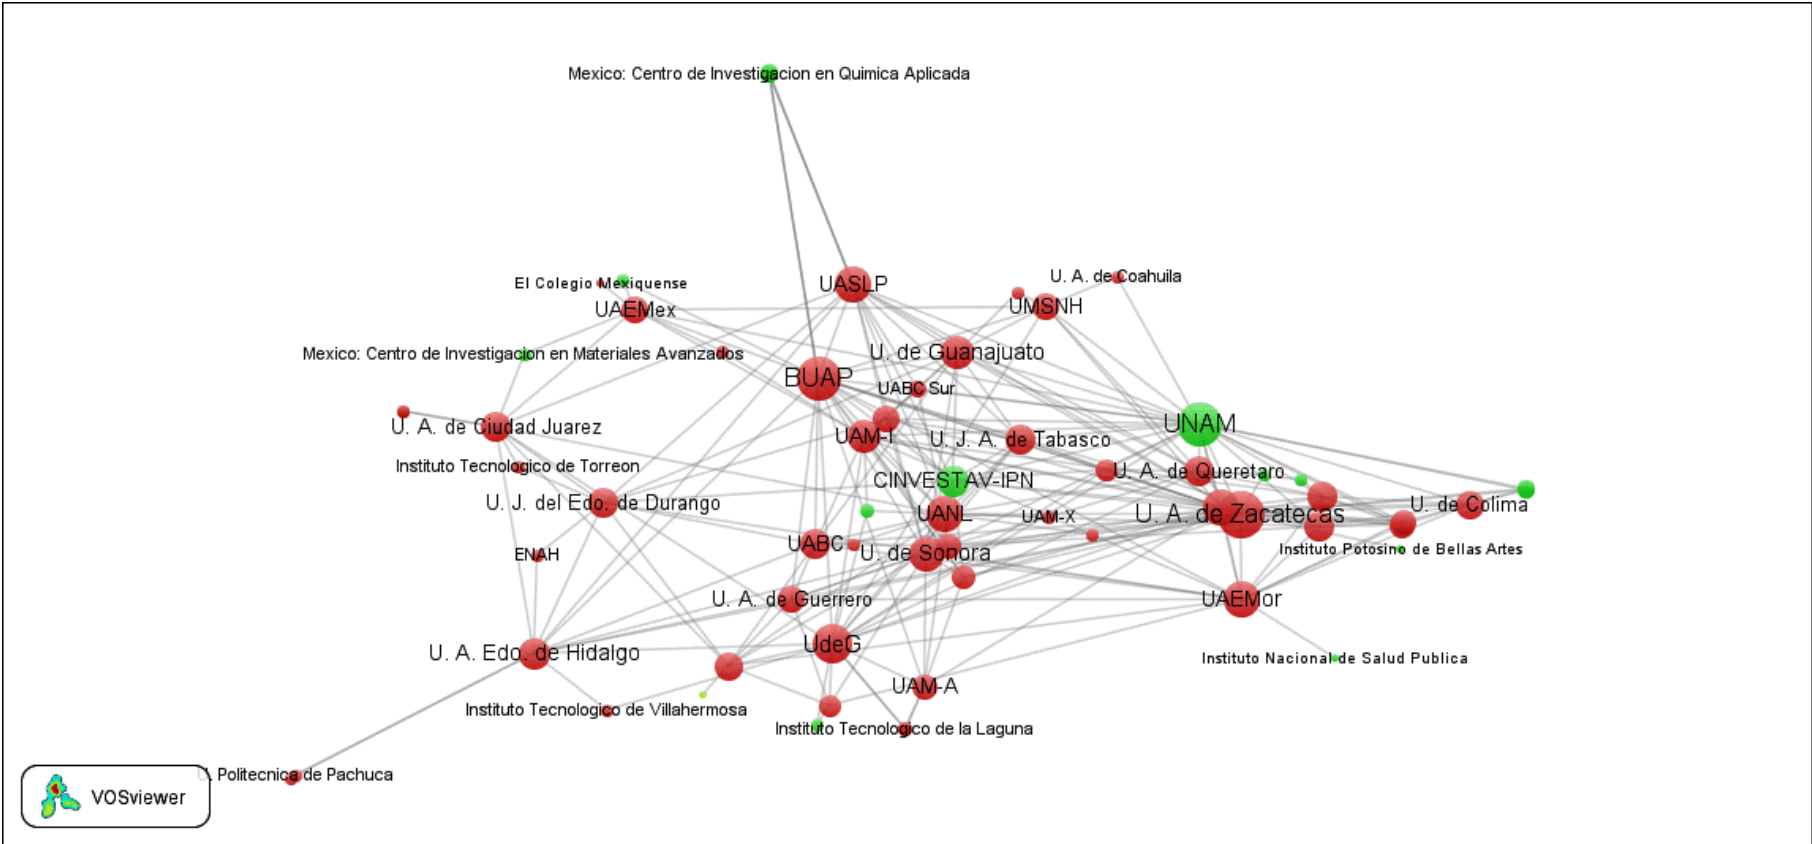 Mexico: Centro de Investigacion en Quimica Aplicada
UASLP
U. A. de Coahuila
El Colegio Mexiquense
UAEMex
UMSNH
Mexico: Centro de Investigacion en Materiales Avanzados
U. de Guanajuato
BUAP
UABC Sur
U. A. de Ciudad Juarez
UNAM
UAM-I
U. J. A. de Tabasco
Instituto Tecnologico de Torreon
U. A. de Queretaro
CINVESTAV-IPN
U. J. del Edo. de Durango
U. de Colima
UANL
UAM-X
U. A. de Zacatecas
UABC
U. de Sonora
Instituto Potosino de Bellas Artes
ENAH
U. A. de Guerrero
UAEMor
UdeG
U. A. Edo. de Hidalgo
Instituto Nacional de Salud Publica
UAM-A
Instituto Tecnologico de Villahermosa
Instituto Tecnologico de la Laguna
U. Politecnica de Pachuca
VOSviewer